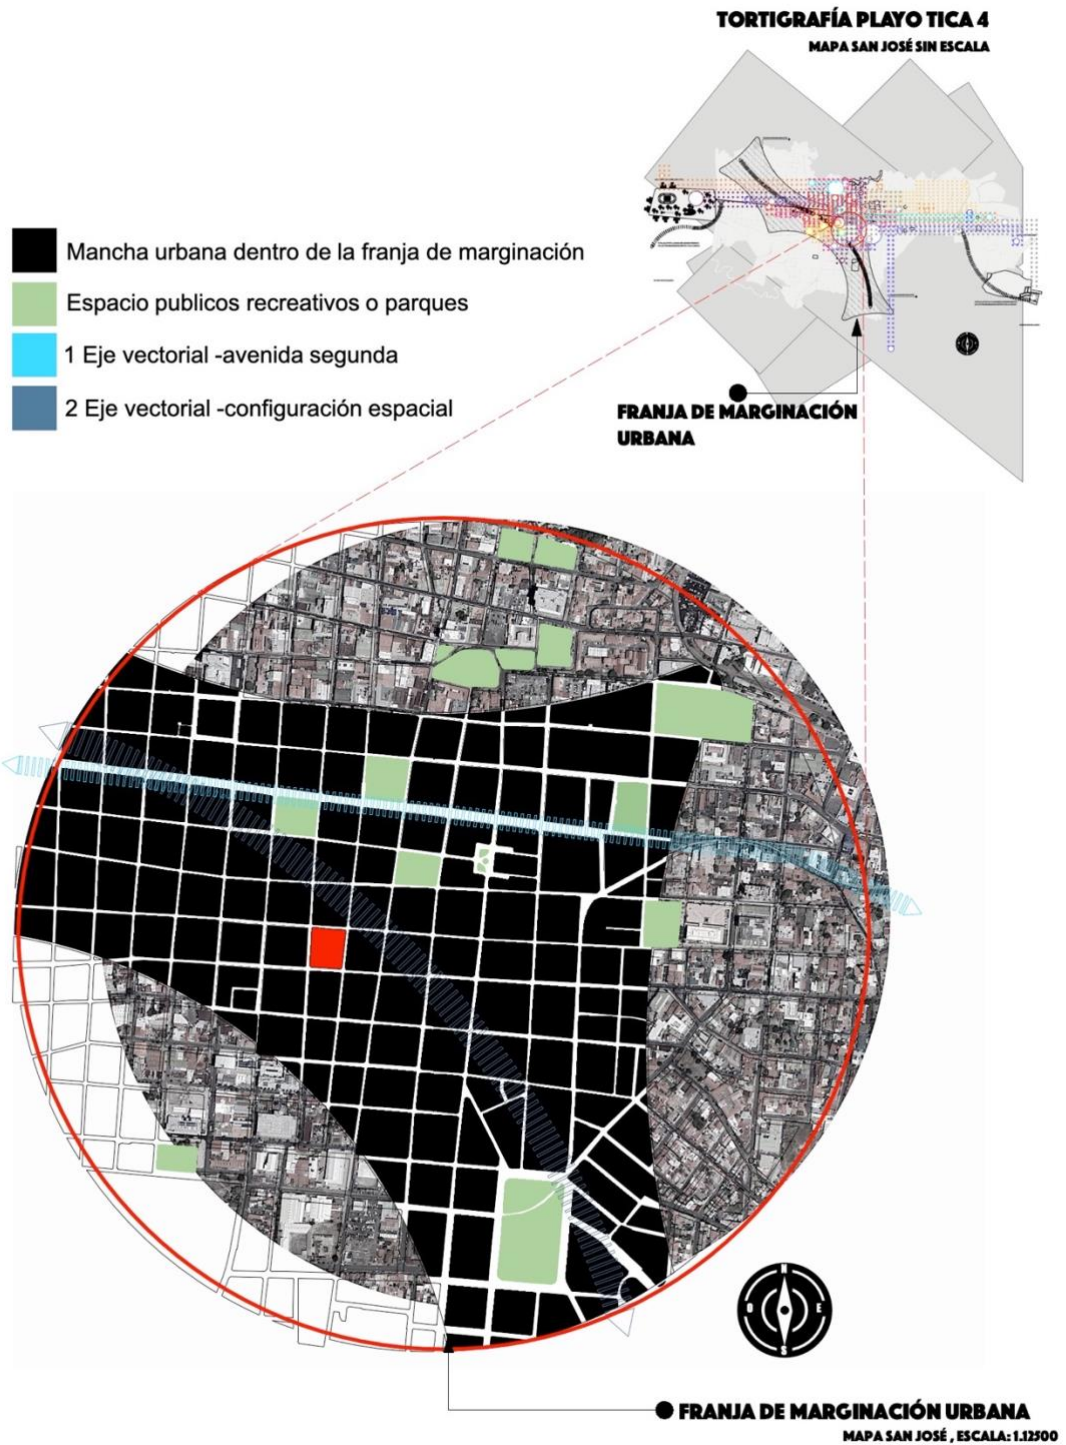 TORTIGRAFÍA PLAYO TICA 4
MAPA SAN JOSÉ SIN ESCALA
Mancha urbana dentro de la franja de marginación
Espacio publicos recreativos o parques
1 Eje vectorial -avenida segunda
2 Eje vectorial -configuración espacial
FRANJA DE MARGINACIÓN
URBANA
N
O E
S
FRANJA DE MARGINACIÓN URBANA
MAPA SAN JOSÉ , ESCALA: 1.12500